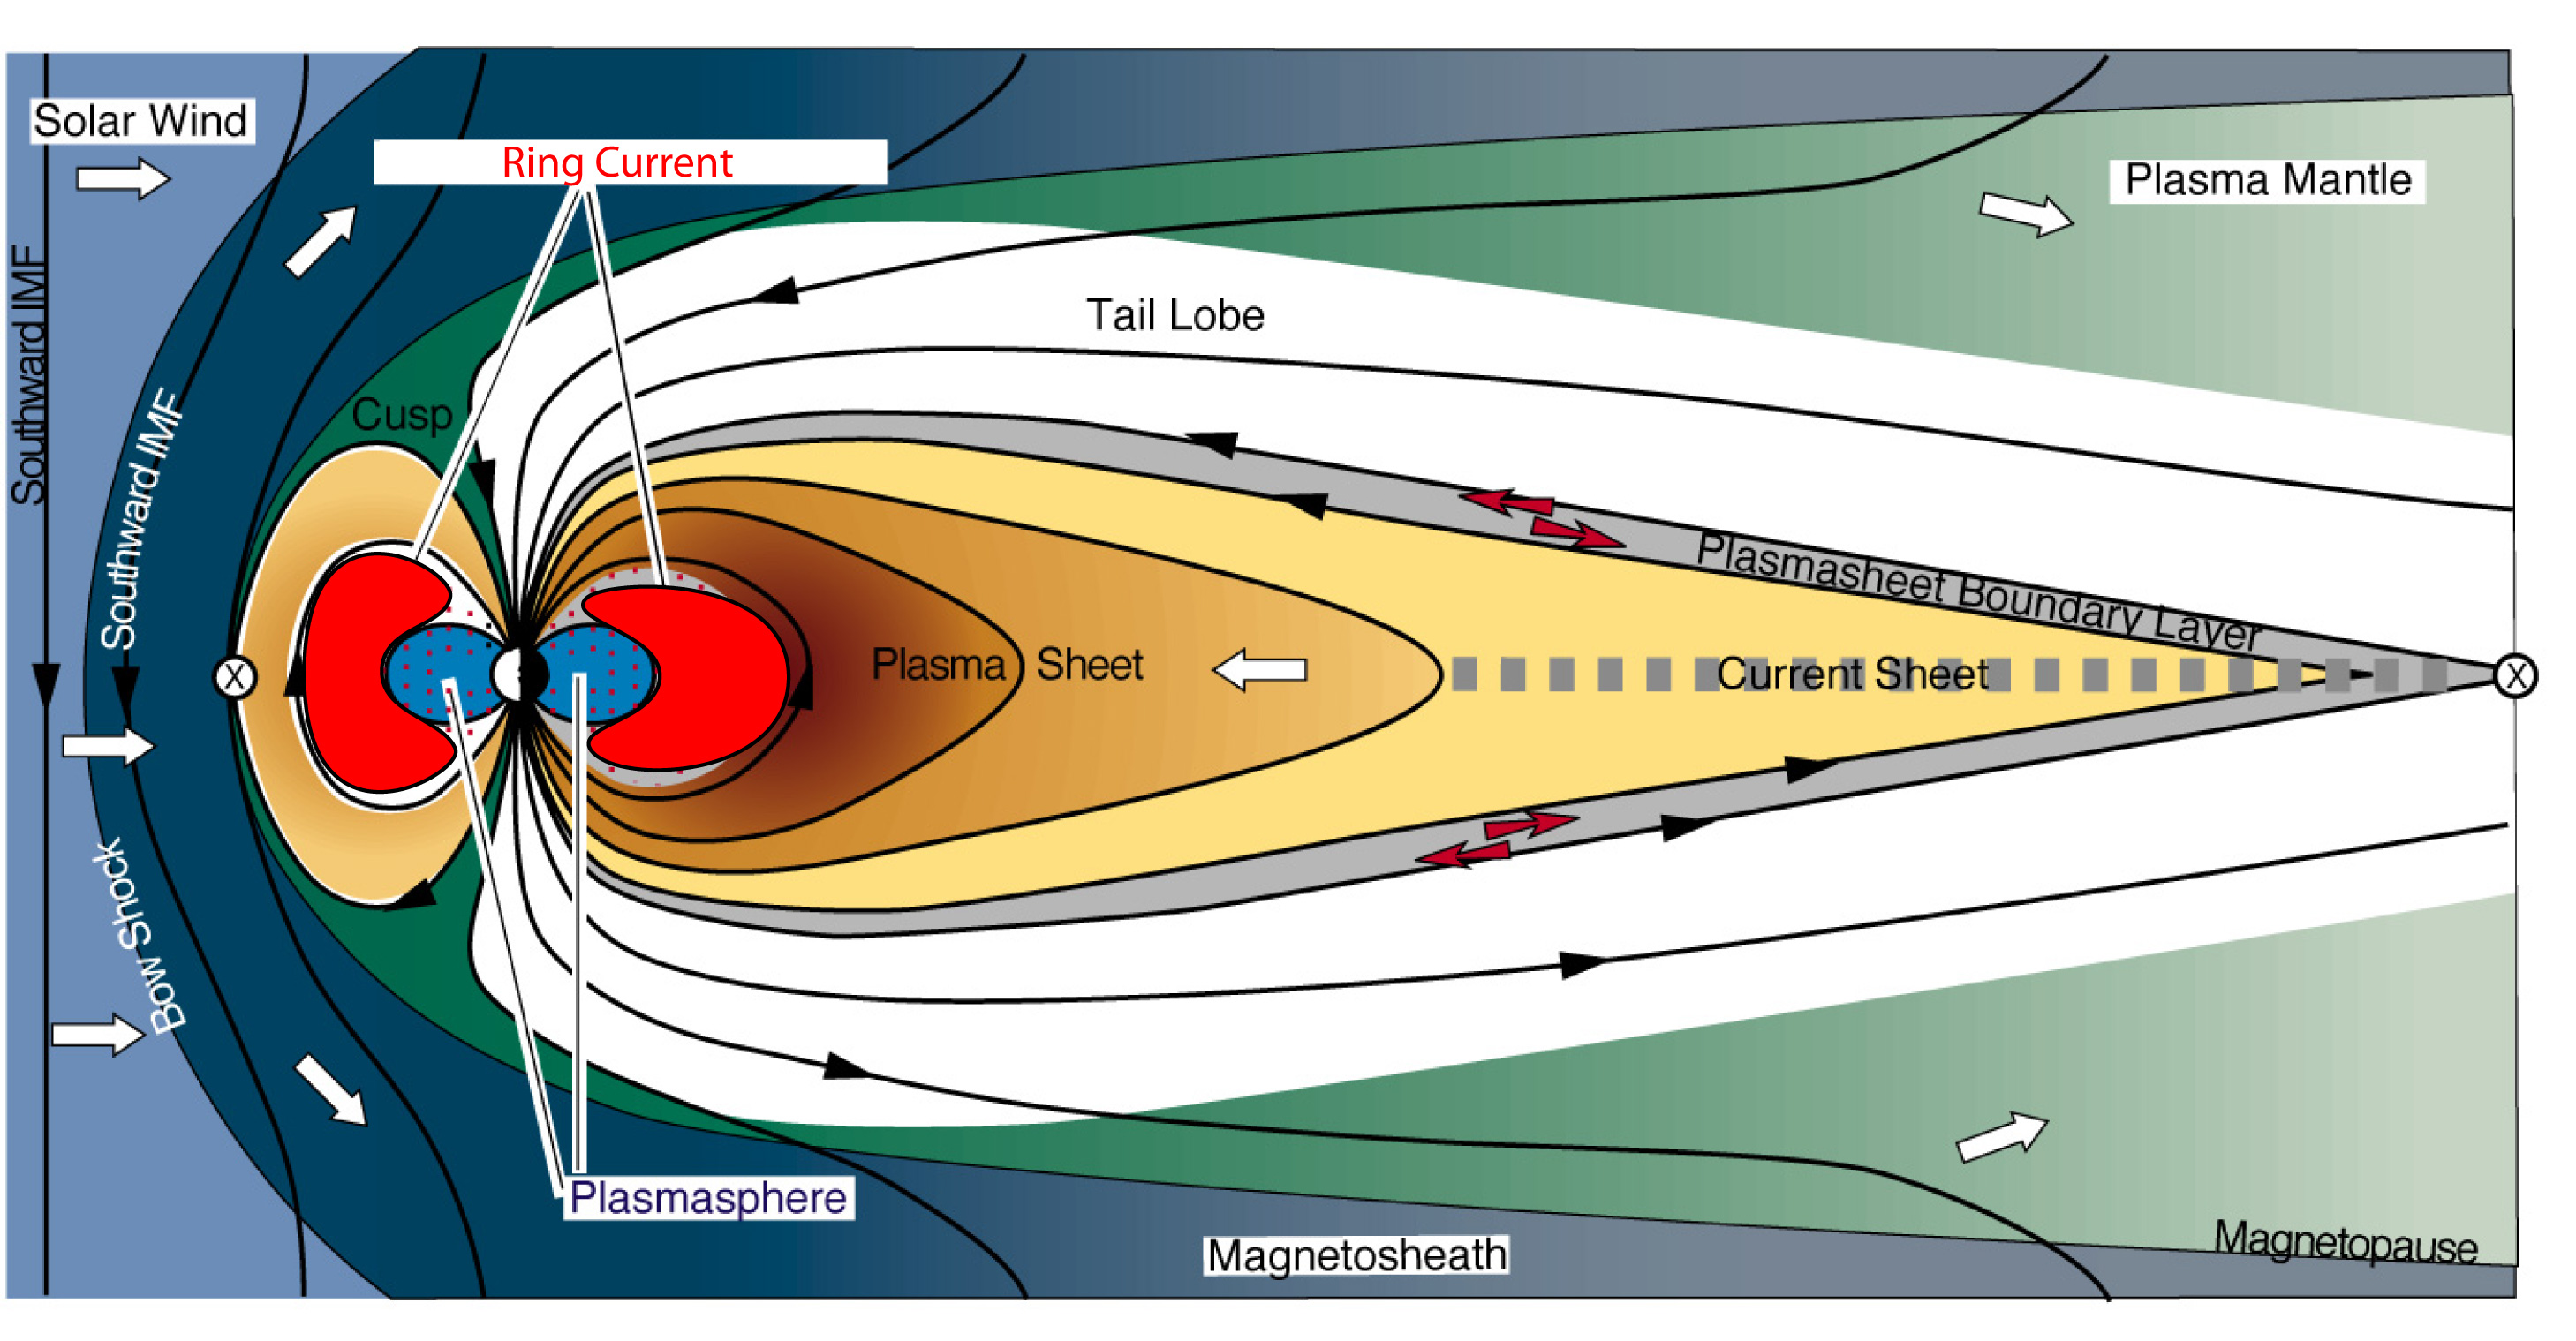 Solar Wind
Ring Current
Plasma Mantle
Southward IMF
Southward IMF
Tail Lobe
Cusp
Plasmasheet Boundary Layer
Plasma Sheet
Current Sheet
X
X
Bow Shock
Plasmasphere
Magnetosheath
Magnetopause